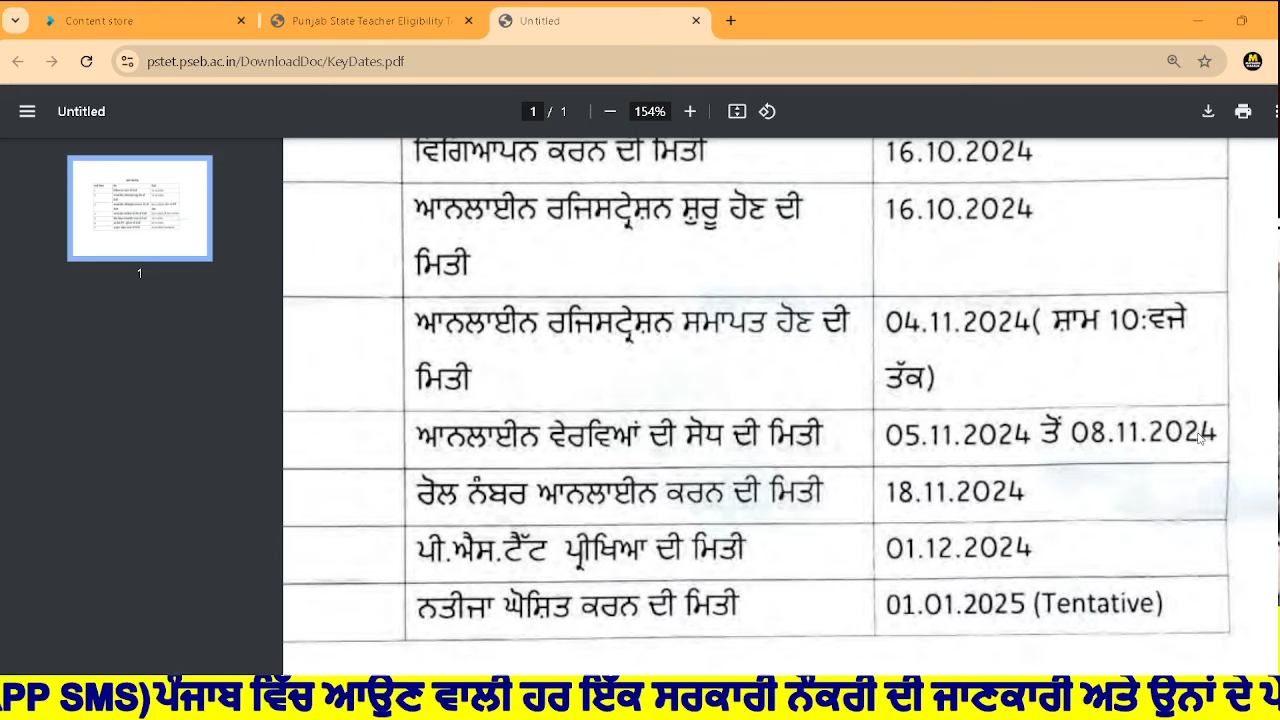 Content store
Punjab State Teacher Eligibility T
Untitled
pstet.pseb.ac.in/DownloadDoc/KeyDates.pdf
Untitled
1 / 1
154%
1
ਵਿਗਿਆਪਨ ਕਰਨ ਦੀ ਮਿਤੀ 16.10.2024
ਆਨਲਾਈਨ ਰਜਿਸਟ੍ਰੇਸ਼ਨ ਸ਼ੁਰੂ ਹੋਣ ਦੀ 16.10.2024
ਮਿਤੀ
ਆਨਲਾਈਨ ਰਜਿਸਟ੍ਰੇਸ਼ਨ ਸਮਾਪਤ ਹੋਣ ਦੀ 04.11.2024( ਸ਼ਾਮ 10:ਵਜੇ
ਮਿਤੀ ਤੱਕ)
ਆਨਲਾਈਨ ਵੇਰਵਿਆਂ ਦੀ ਸੋਧ ਦੀ ਮਿਤੀ 05.11.2024 ਤੋਂ 08.11.2024
ਰੋਲ ਨੰਬਰ ਆਨਲਾਈਨ ਕਰਨ ਦੀ ਮਿਤੀ 18.11.2024
ਪੀ.ਐਸ.ਟੈੱਟ ਪ੍ਰੀਖਿਆ ਦੀ ਮਿਤੀ 01.12.2024
ਨਤੀਜਾ ਘੋਸ਼ਿਤ ਕਰਨ ਦੀ ਮਿਤੀ 01.01.2025 (Tentative)
PP SMS)ਪੰਜਾਬ ਵਿੱਚ ਆਉਣ ਵਾਲੀ ਹਰ ਇੱਕ ਸਰਕਾਰੀ ਨੌਕਰੀ ਦੀ ਜਾਣਕਾਰੀ ਅਤੇ ਉਨਾਂ ਦੇ